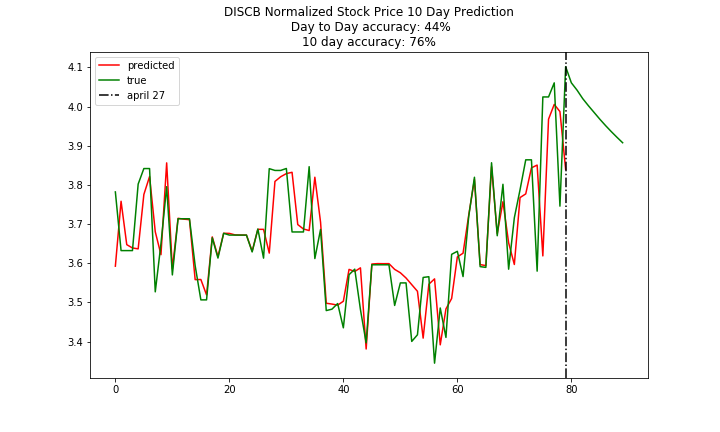 DISCB Normalized Stock Price 10 Day Prediction
Day to Day accuracy: 44%
10 day accuracy: 76%
predicted
true
april 27
4.1
4.0
3.9
3.8
3.7
3.6
3.5
3.4
0 20 40 60 80